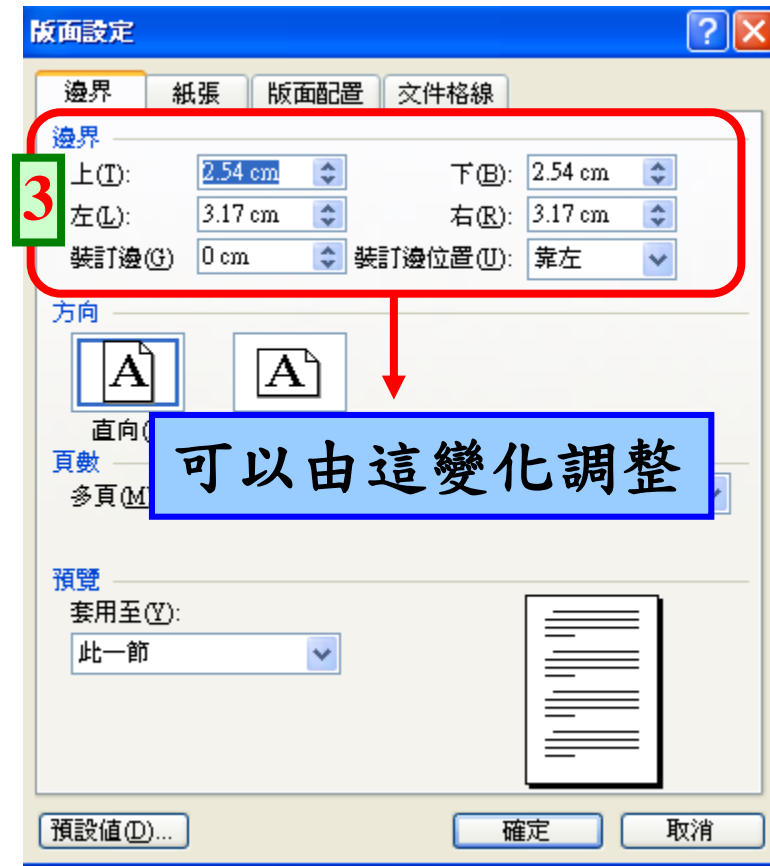 版面設定
邊界 紙張 版面配置 文件格線
邊界
3
上(T): 2.54 cm 下(B): 2.54 cm
左(L): 3.17 cm 右(R): 3.17 cm
裝訂邊(G) 0 cm 裝訂邊位置(U): 靠左
方向
A A
直向(
可以由這變化調整
頁數
多頁(M
預覽
套用至(Y):
此一節
預設值(D)... 確定 取消